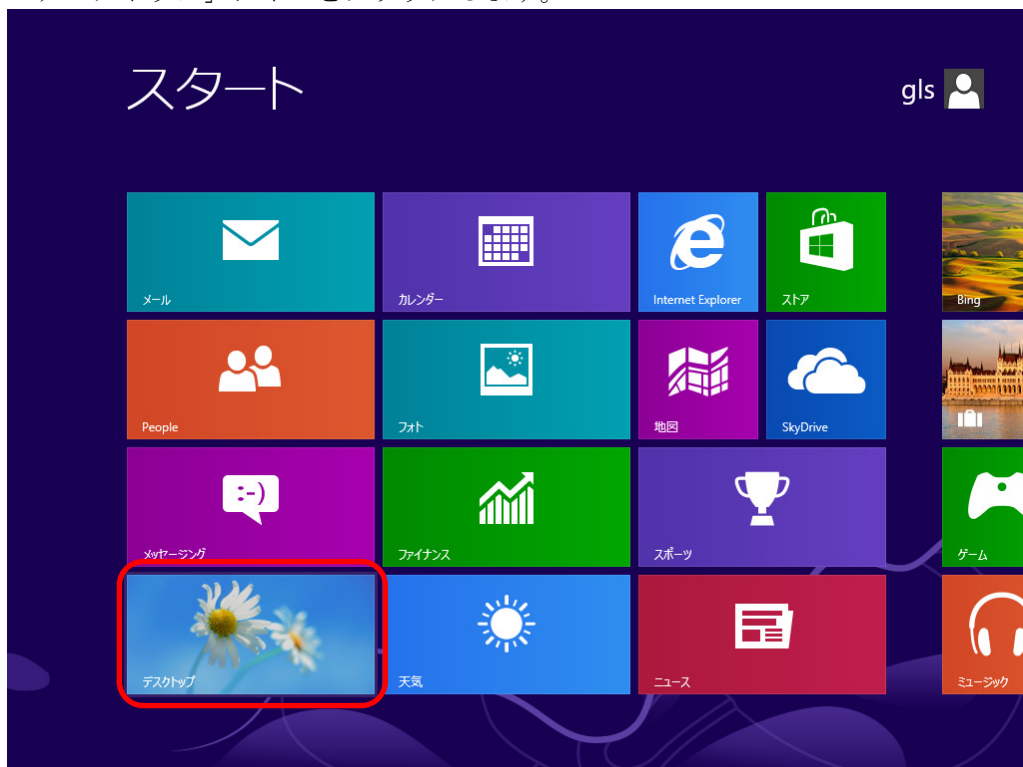 スタート
gls
メール
カレンダー
Internet Explorer
ストア
Bing
People
フォト
地図
SkyDrive
:-)
メッセージング
ファイナンス
スポーツ
ゲーム
デスクトップ
天気
ニュース
ミュージック